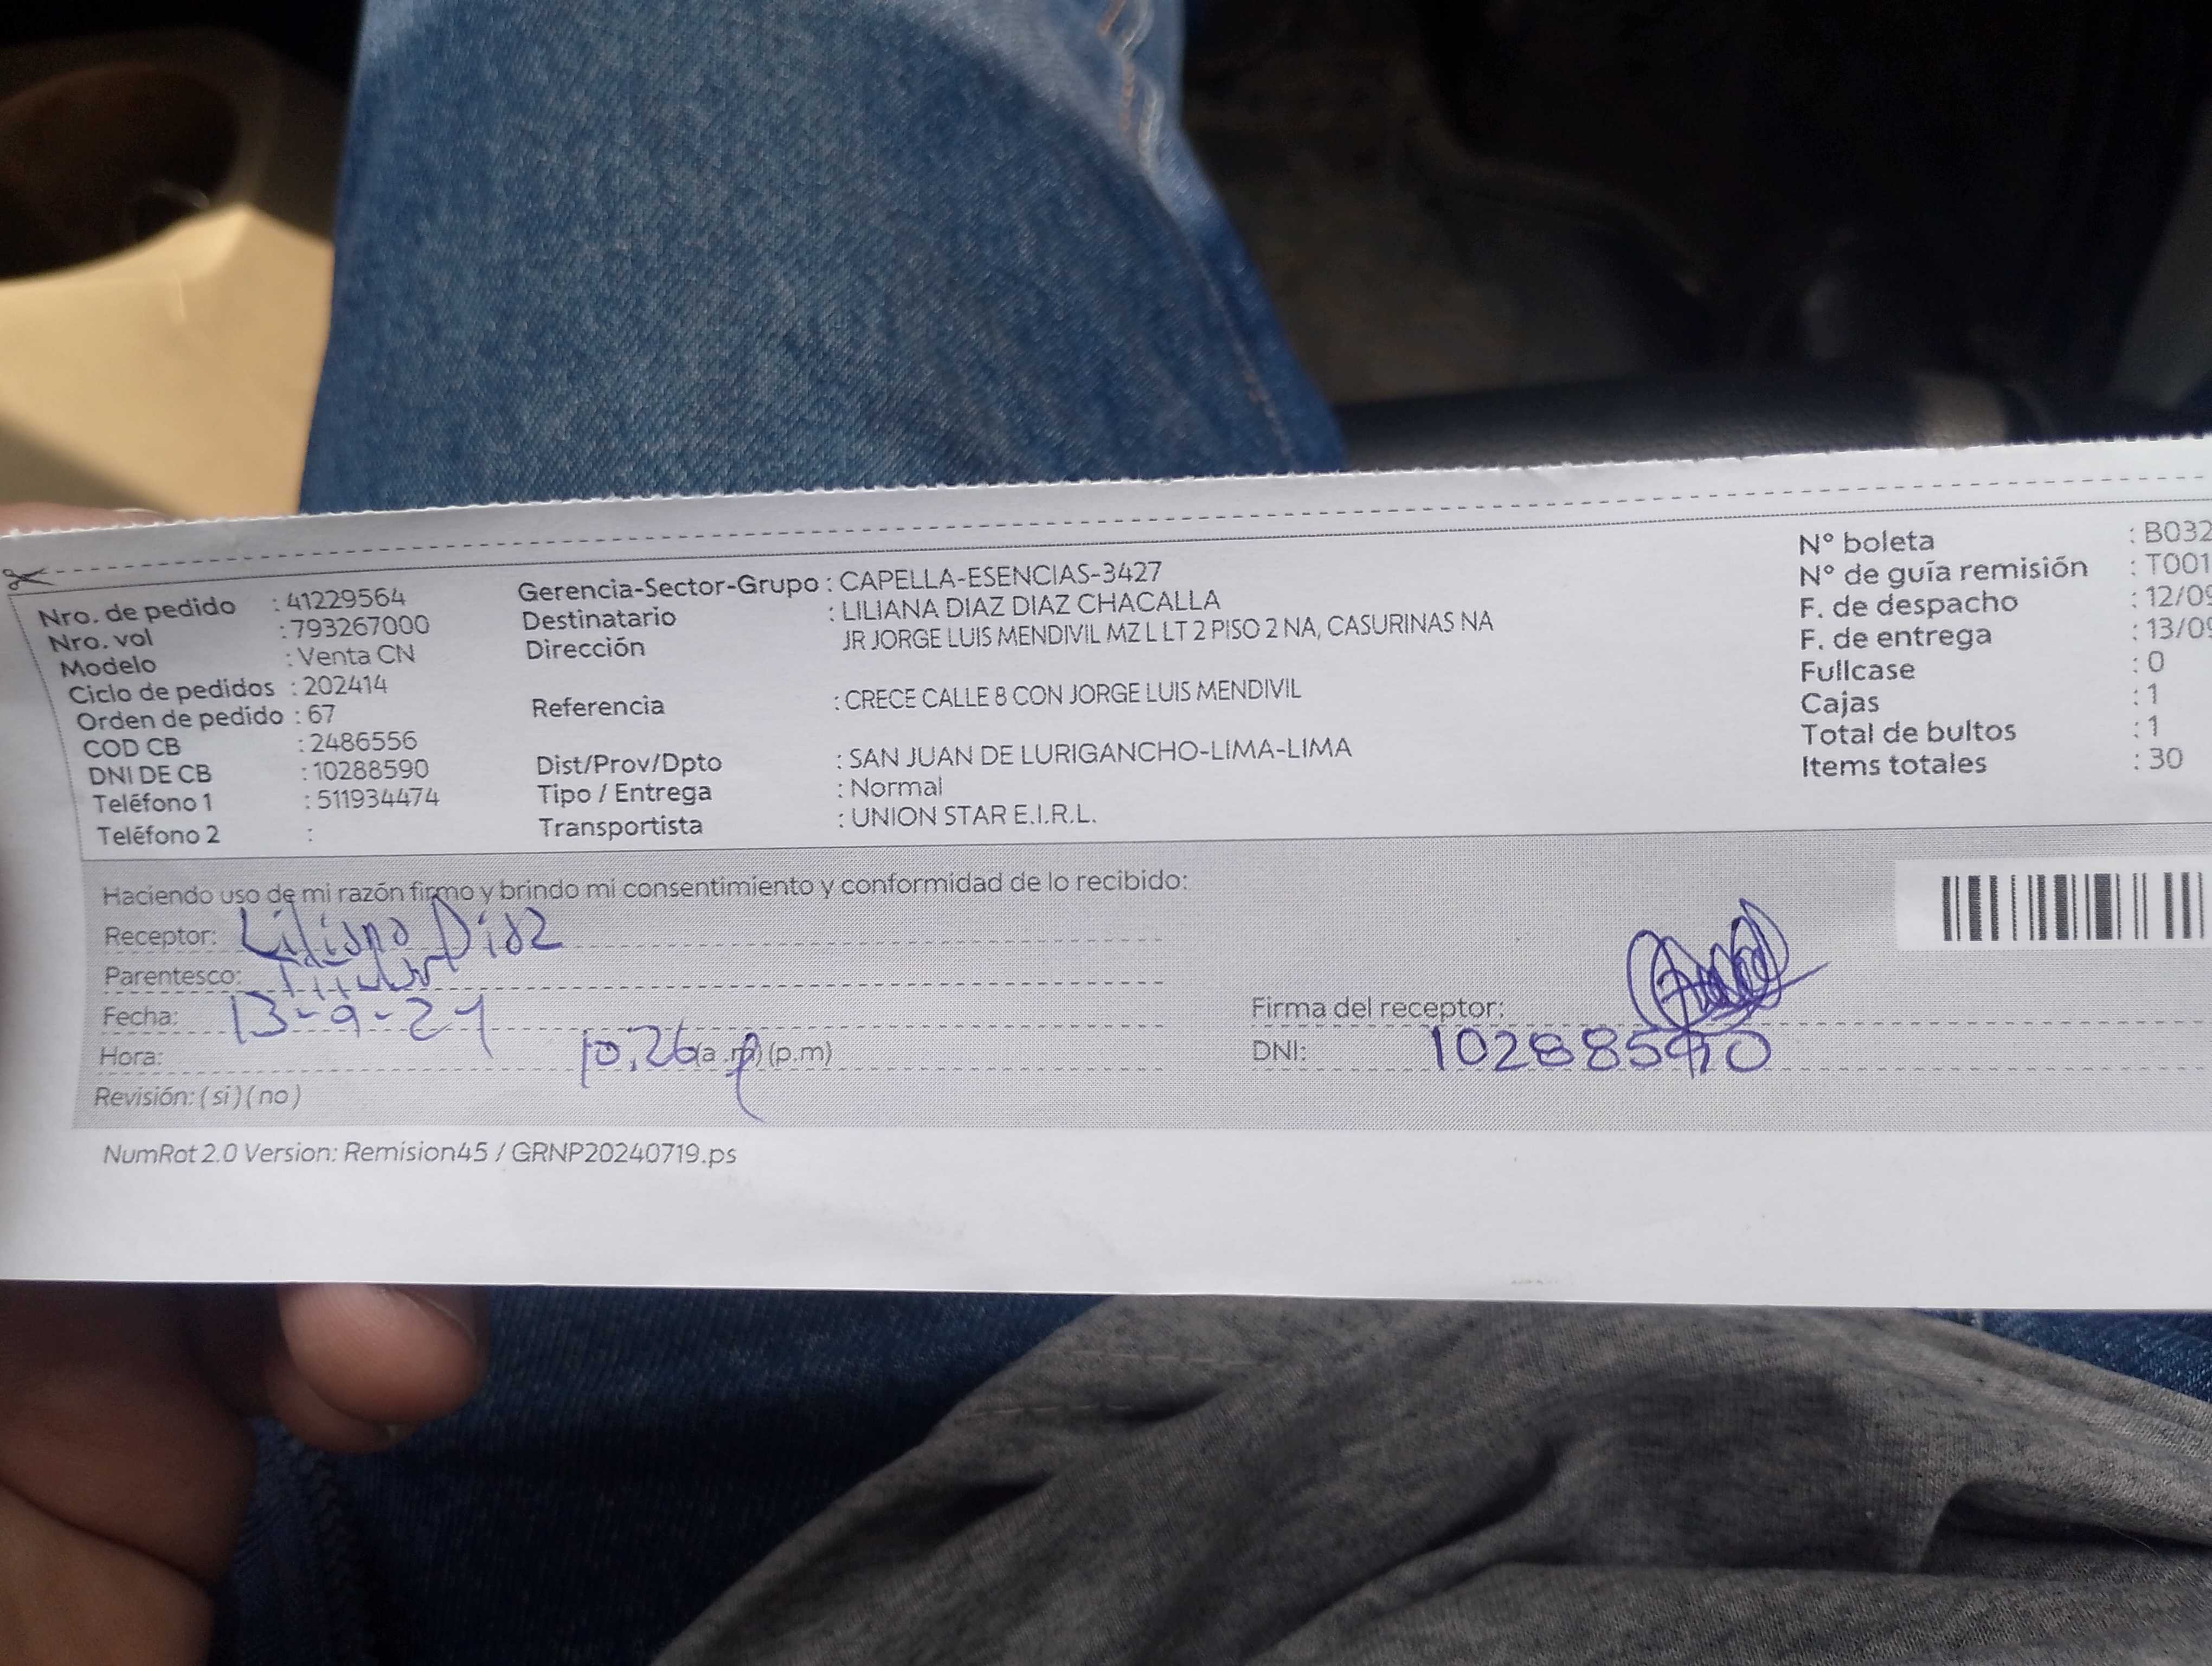 Nro. de pedido : 41229564
Nro. vol : 793267000
Modelo : Venta CN
Ciclo de pedidos : 202414
Orden de pedido : 67
COD CB : 2486556
DNI DE CB : 10288590
Teléfono 1 : 511934474
Teléfono 2 :
Gerencia-Sector-Grupo : CAPELLA-ESENCIAS-3427
Destinatario : LILIANA DIAZ DIAZ CHACALLA
Dirección JR JORGE LUIS MENDIVIL MZ L LT 2 PISO 2 NA, CASURINAS NA
Referencia : CRECE CALLE 8 CON JORGE LUIS MENDIVIL
Dist/Prov/Dpto : SAN JUAN DE LURIGANCHO-LIMA-LIMA
Tipo / Entrega : Normal
Transportista : UNION STAR E.I.R.L.
N° boleta : B032
N° de guía remisión : T001
F. de despacho : 12/09
F. de entrega : 13/09
Fullcase : 0
Cajas : 1
Total de bultos : 1
Items totales : 30
Haciendo uso de mi razón firmo y brindo mi consentimiento y conformidad de lo recibido:
Receptor: Liliana Diaz
Parentesco: Titular
Fecha: 13-9-24
Hora: 10.26 (a.m) (p.m)
Revisión: (si) (no)
Firma del receptor:
DNI: 10288590
NumRot 2.0 Version: Remision45 / GRNP20240719.ps